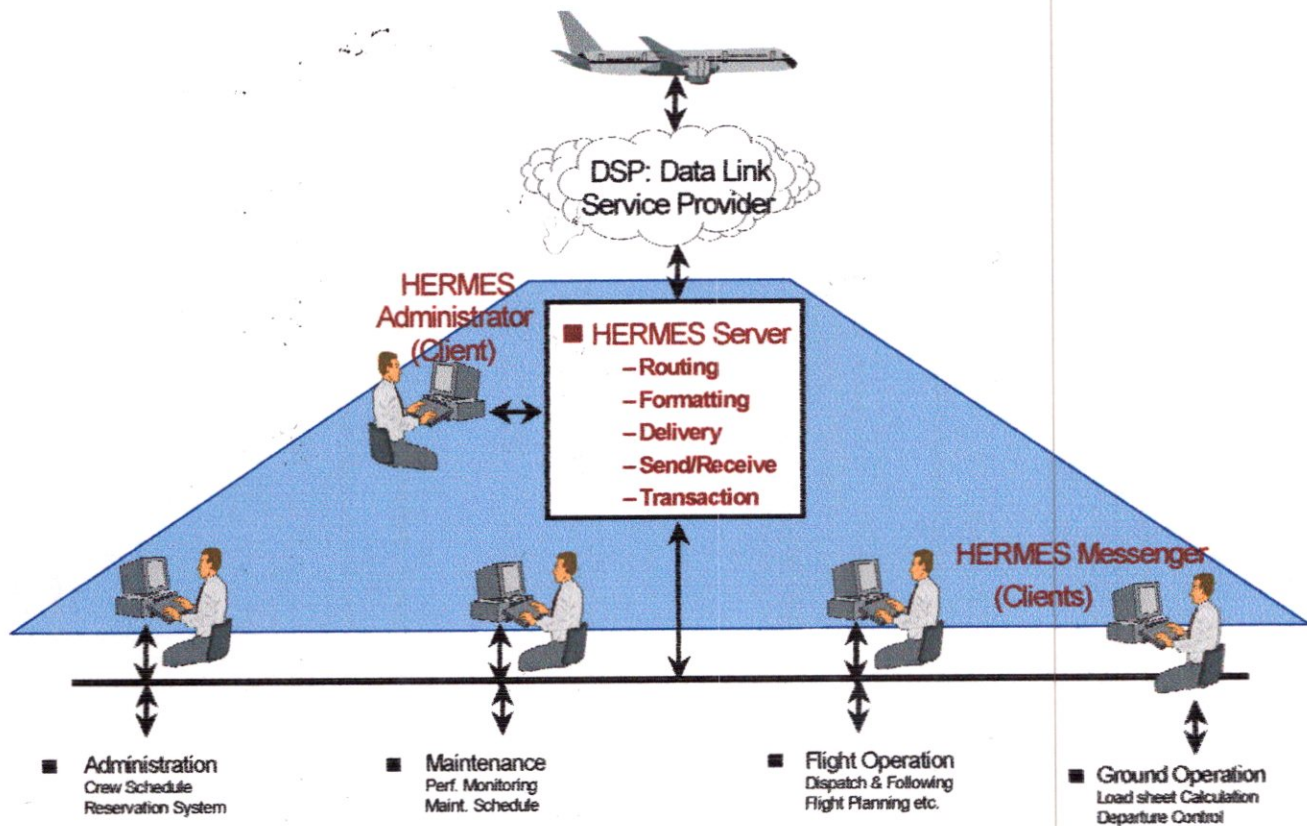 DSP: Data Link
Service Provider
HERMES
Administrator
(Client)
■ HERMES Server
– Routing
– Formatting
– Delivery
– Send/Receive
– Transaction
HERMES Messenger
(Clients)
■ Administration
Crew Schedule
Reservation System
■ Maintenance
Perf. Monitoring
Maint. Schedule
■ Flight Operation
Dispatch & Following
Flight Planning etc.
■ Ground Operation
Load sheet Calculation
Departure Control